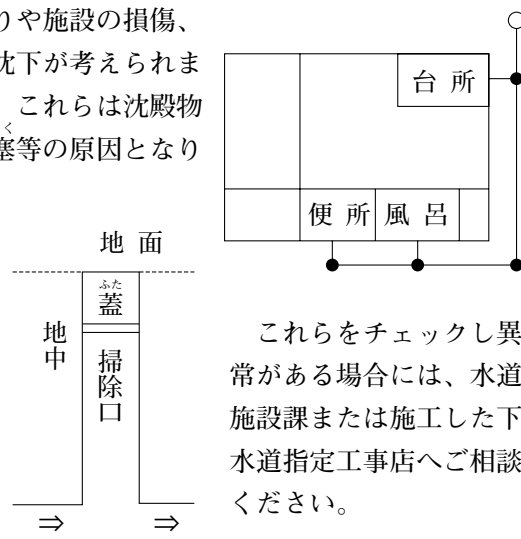 りや施設の損傷、
沈下が考えられま
これらは沈殿物
く
塞等の原因となり
台所
便所 風呂
地面
ふた
蓋
地中
掃除口
⇒ ⇒
これらをチェックし異
常がある場合には、水道
施設課または施工した下
水道指定工事店へご相談
ください。